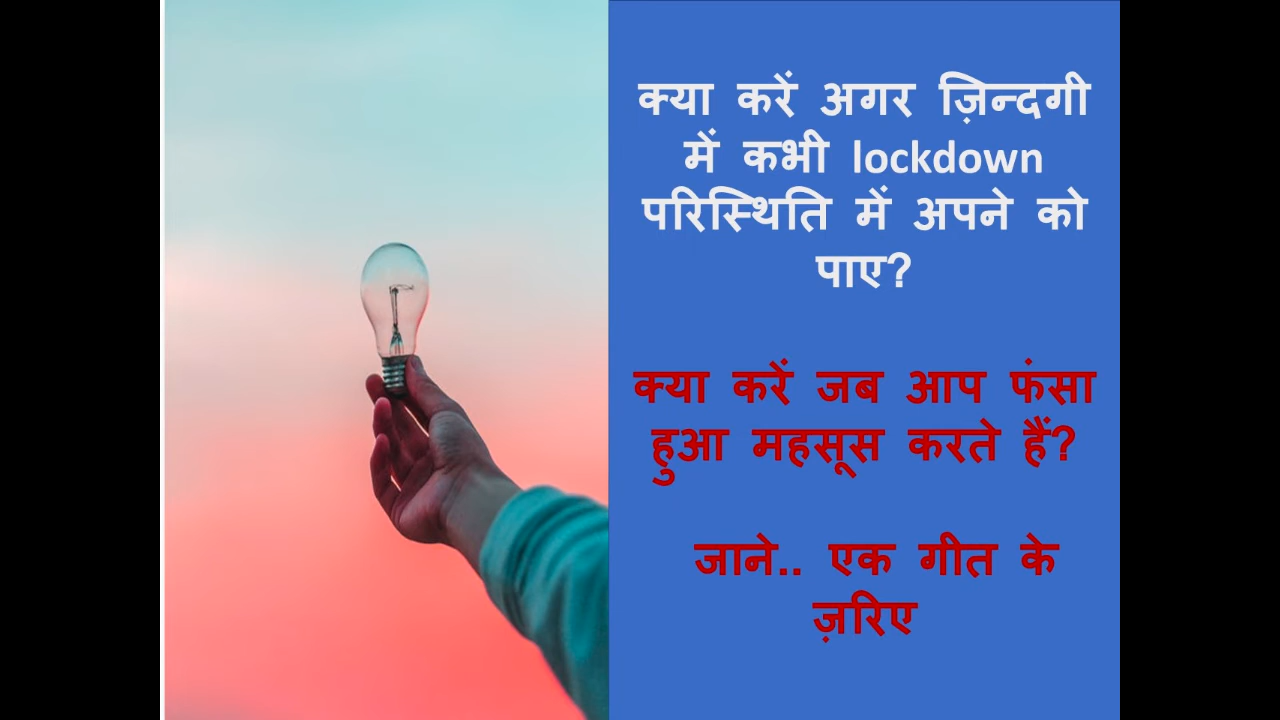 क्या करें अगर ज़िन्दगी
में कभी lockdown
परिस्थिति में अपने को
पाए?
क्या करें जब आप फंसा
हुआ महसूस करते हैं?
जाने.. एक गीत के
ज़रिए